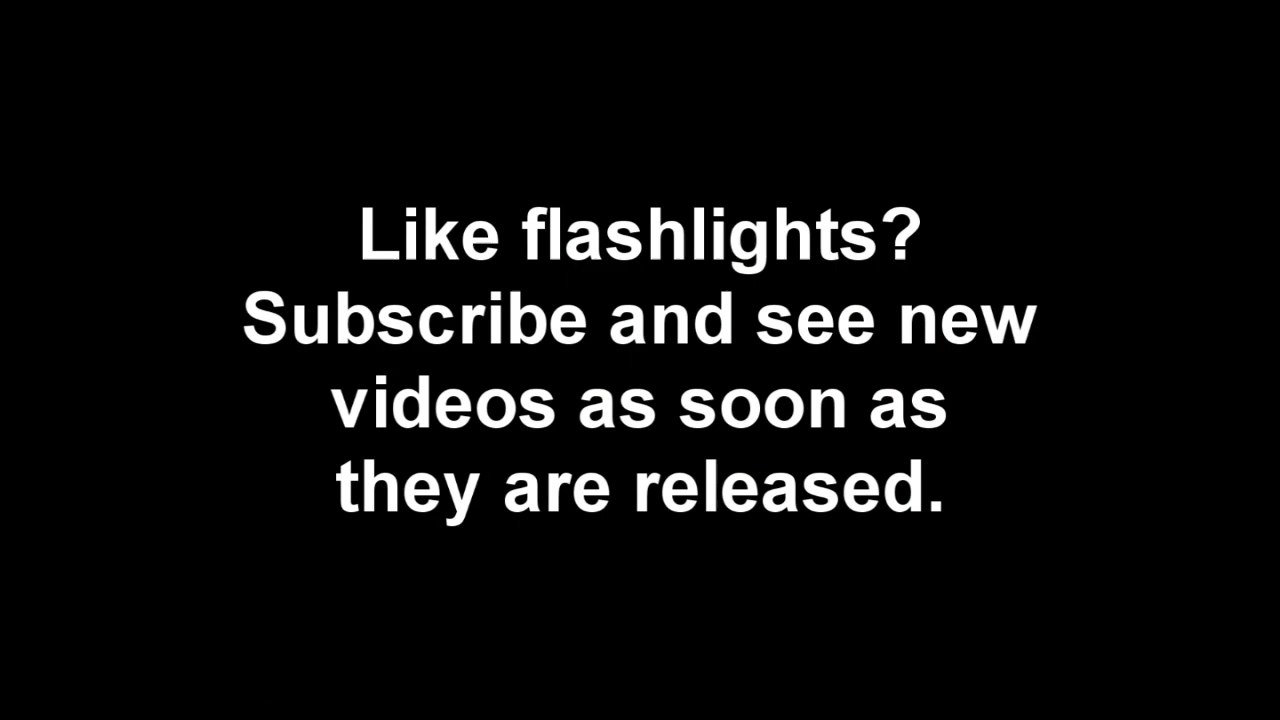 Like flashlights?
Subscribe and see new
videos as soon as
they are released.